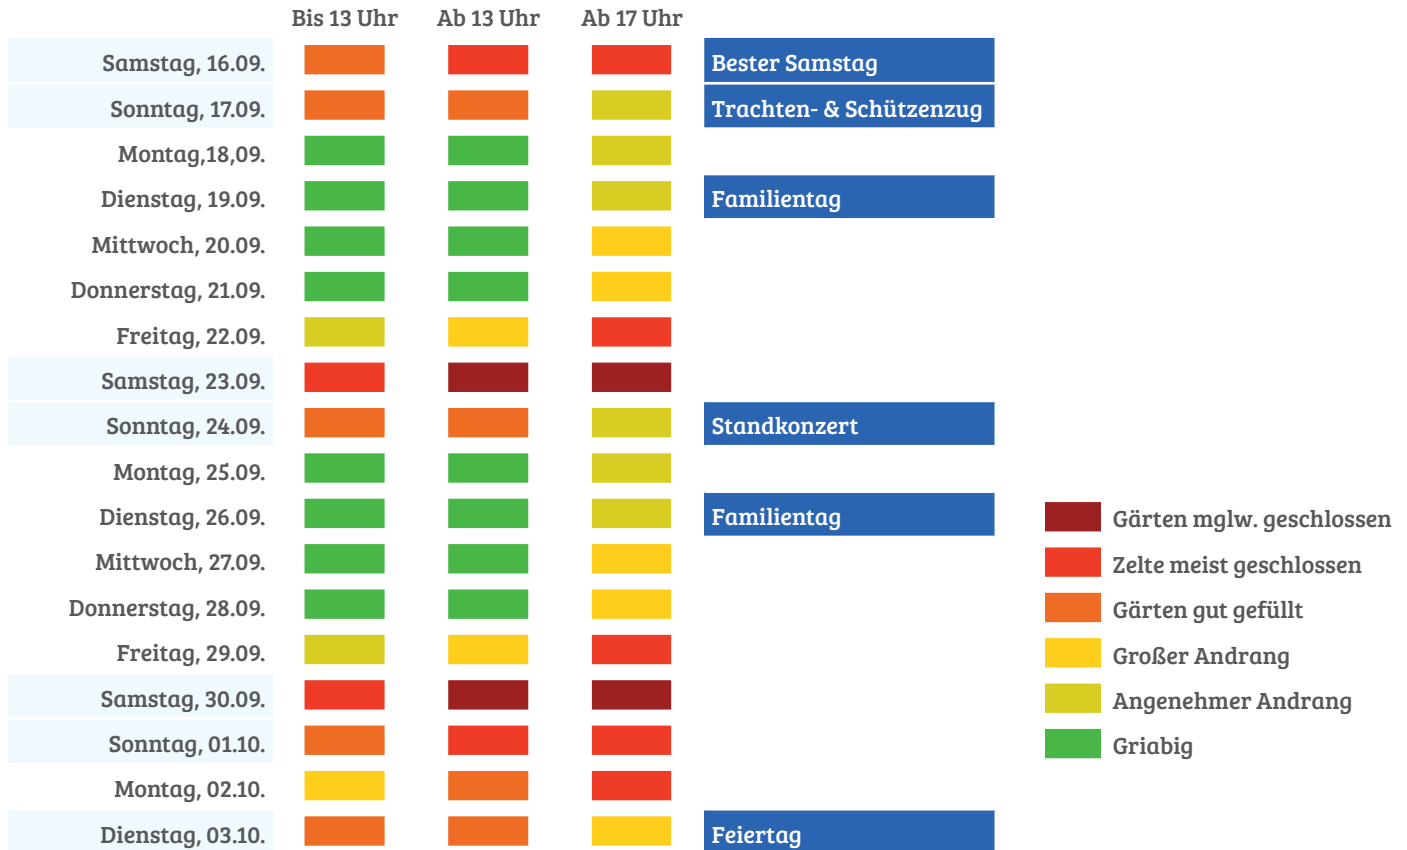 Bis 13 Uhr Ab 13 Uhr Ab 17 Uhr
Samstag, 16.09. Bester Samstag
Sonntag, 17.09. Trachten- & Schützenzug
Montag,18,09.
Dienstag, 19.09. Familientag
Mittwoch, 20.09.
Donnerstag, 21.09.
Freitag, 22.09.
Samstag, 23.09.
Sonntag, 24.09. Standkonzert
Montag, 25.09.
Dienstag, 26.09. Familientag
Mittwoch, 27.09.
Donnerstag, 28.09.
Freitag, 29.09.
Samstag, 30.09.
Sonntag, 01.10.
Montag, 02.10.
Dienstag, 03.10. Feiertag
Gärten mglw. geschlossen
Zelte meist geschlossen
Gärten gut gefüllt
Großer Andrang
Angenehmer Andrang
Griabig